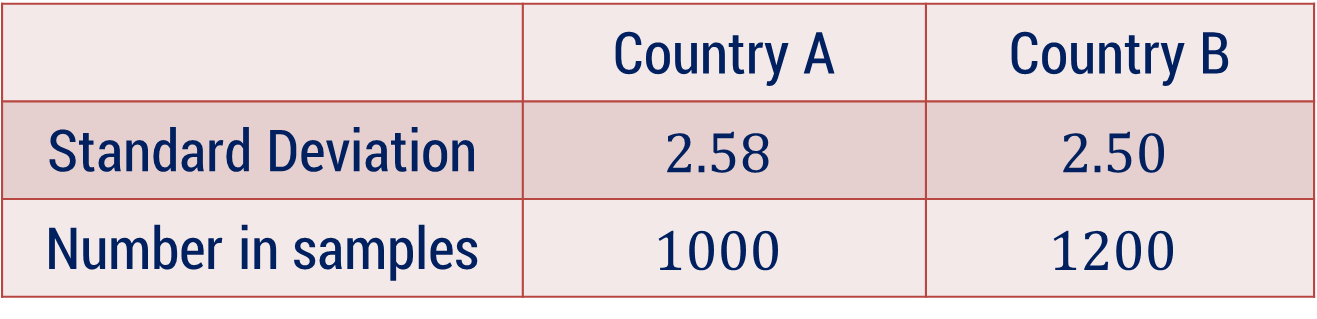 Country A Country B
Standard Deviation 2.58 2.50
Number in samples 1000 1200